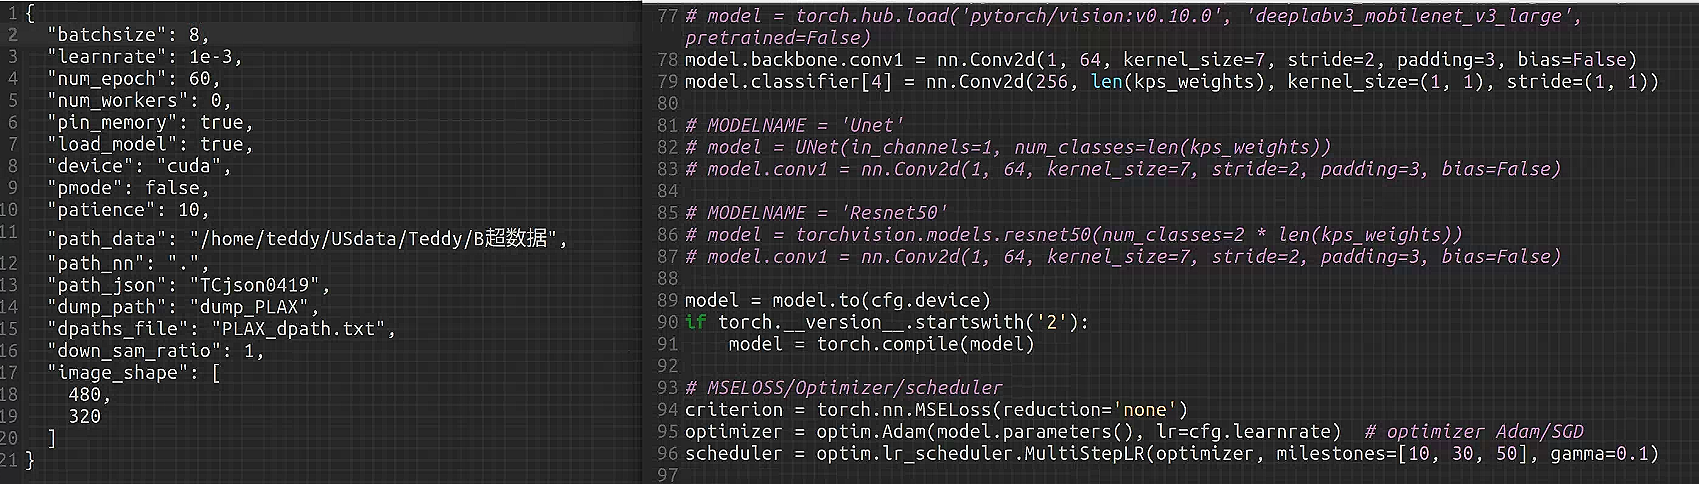 1 {
2 "batchsize": 8,
3 "learnrate": 1e-3,
4 "num_epoch": 60,
5 "num_workers": 0,
6 "pin_memory": true,
7 "load_model": true,
8 "device": "cuda",
9 "pmode": false,
10 "patience": 10,
11 "path_data": "/home/teddy/USdata/Teddy/B超数据",
12 "path_nn": ".",
13 "path_json": "TCjson0419",
14 "dump_path": "dump_PLAX",
15 "dpaths_file": "PLAX_dpath.txt",
16 "down_sam_ratio": 1,
17 "image_shape": [
18 480,
19 320
20 ]
21 }
77 # model = torch.hub.load('pytorch/vision:v0.10.0', 'deeplabv3_mobilenet_v3_large',
pretrained=False)
78 model.backbone.conv1 = nn.Conv2d(1, 64, kernel_size=7, stride=2, padding=3, bias=False)
79 model.classifier[4] = nn.Conv2d(256, len(kps_weights), kernel_size=(1, 1), stride=(1, 1))
80
81 # MODELNAME = 'Unet'
82 # model = UNet(in_channels=1, num_classes=len(kps_weights))
83 # model.conv1 = nn.Conv2d(1, 64, kernel_size=7, stride=2, padding=3, bias=False)
84
85 # MODELNAME = 'Resnet50'
86 # model = torchvision.models.resnet50(num_classes=2 * len(kps_weights))
87 # model.conv1 = nn.Conv2d(1, 64, kernel_size=7, stride=2, padding=3, bias=False)
88
89 model = model.to(cfg.device)
90 if torch.__version__.startswith('2'):
91 model = torch.compile(model)
92
93 # MSELOSS/Optimizer/scheduler
94 criterion = torch.nn.MSELoss(reduction='none')
95 optimizer = optim.Adam(model.parameters(), lr=cfg.learnrate) # optimizer Adam/SGD
96 scheduler = optim.lr_scheduler.MultiStepLR(optimizer, milestones=[10, 30, 50], gamma=0.1)
97